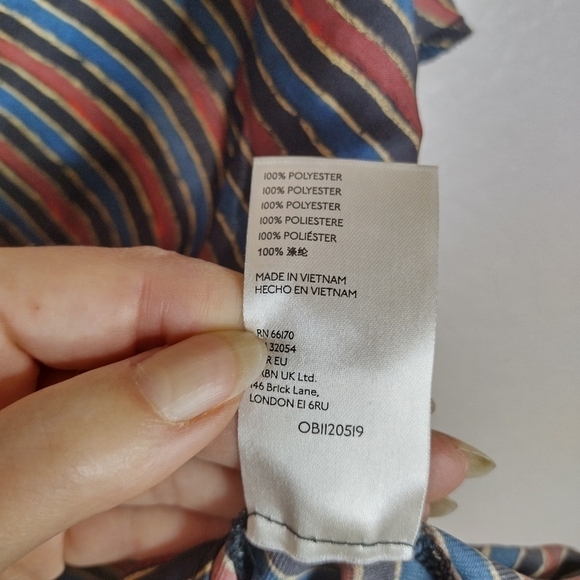 100% POLYESTER
100% POLYESTER
100% POLYESTER
100% POLIESTERE
100% POLIÉSTER
100% 涤纶
MADE IN VIETNAM
HECHO EN VIETNAM
RN 66170
32054
EU
UK Ltd.
146 Brick Lane,
LONDON E1 6RU
OB1120519